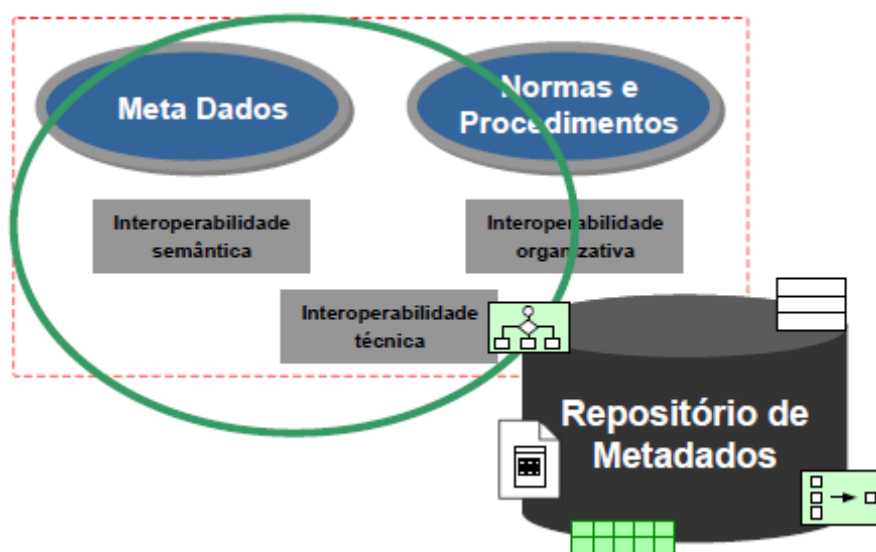 Meta Dados
Normas e
Procedimentos
Interoperabilidade
semântica
Interoperabilidade
organizativa
Interoperabilidade
técnica
Repositório de
Metadados